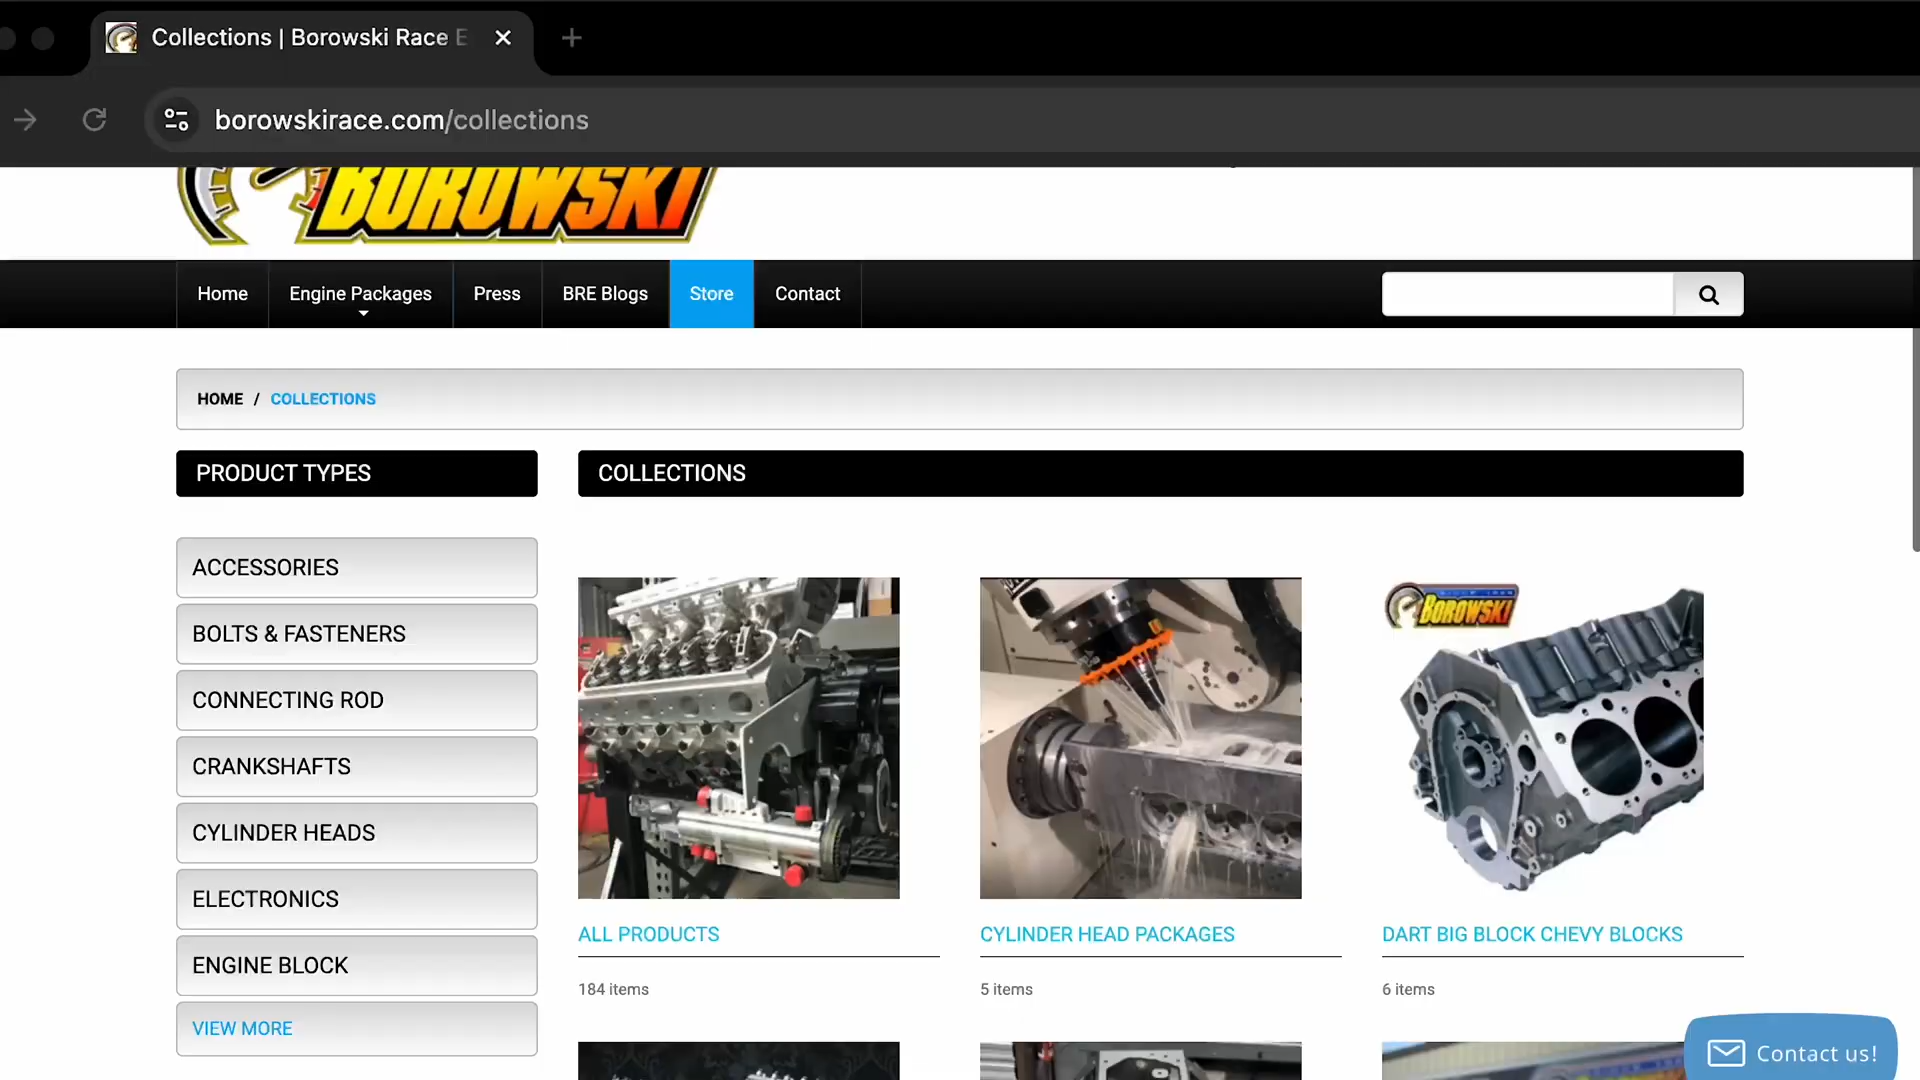 Collections | Borowski Race E
borowskirace.com/collections
BOROWSKI
Home
Engine Packages
Press
BRE Blogs
Store
Contact
HOME / COLLECTIONS
PRODUCT TYPES
COLLECTIONS
ACCESSORIES
BOLTS & FASTENERS
CONNECTING ROD
CRANKSHAFTS
CYLINDER HEADS
ELECTRONICS
ENGINE BLOCK
VIEW MORE
BOROWSKI
ALL PRODUCTS
CYLINDER HEAD PACKAGES
DART BIG BLOCK CHEVY BLOCKS
184 items
5 items
6 items
Contact us!